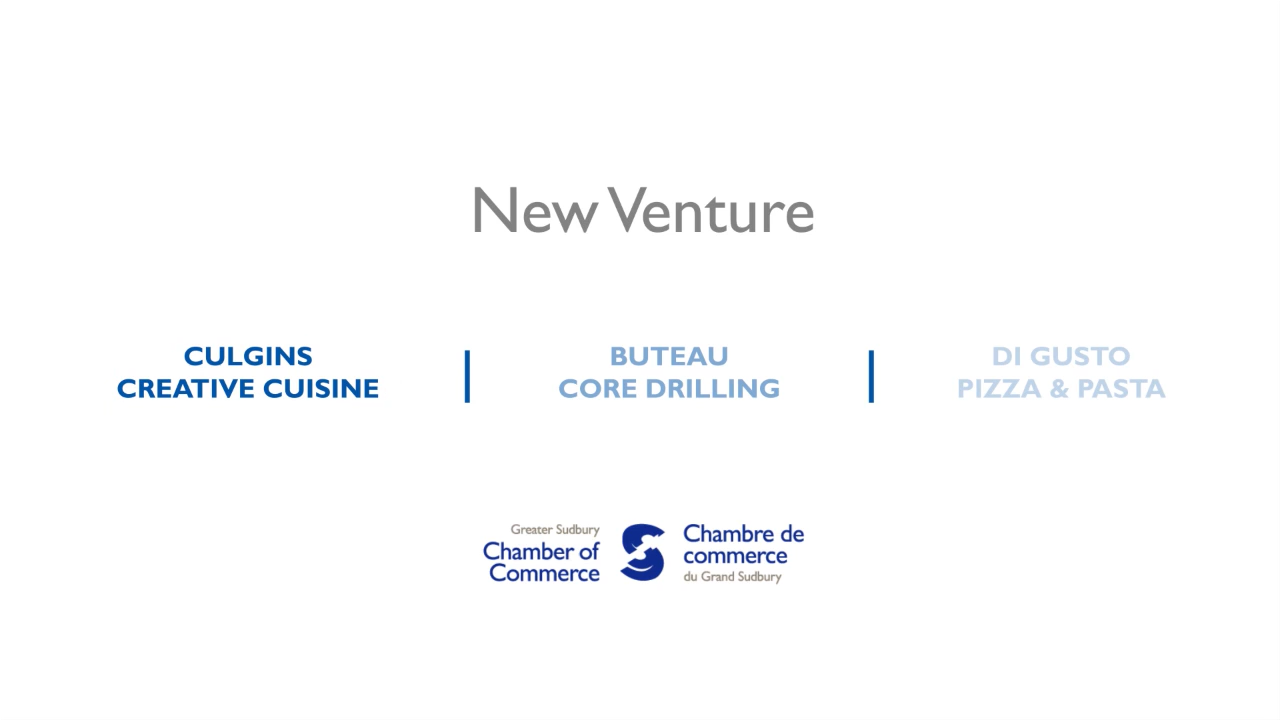 New Venture
CULGINS
CREATIVE CUISINE
BUTEAU
CORE DRILLING
DI GUSTO
PIZZA & PASTA
Greater Sudbury
Chamber of
Commerce
Chambre de
commerce
du Grand Sudbury